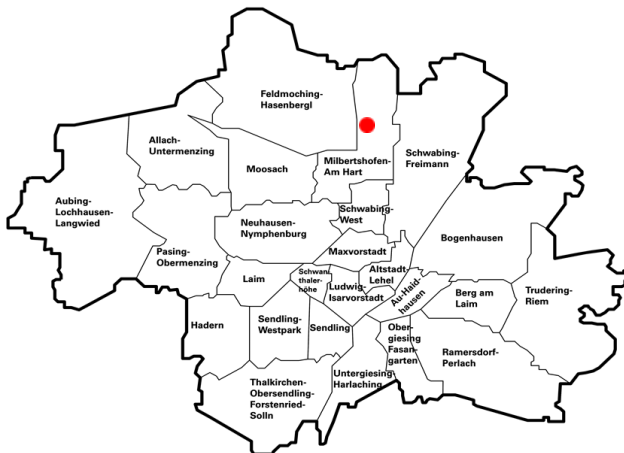 Feldmoching-
Hasenbergl
Allach-
Untermenzing
Moosach
Milbertshofen-
Am Hart
Schwabing-
Freimann
Aubing-
Lochhausen-
Langwied
Pasing-
Obermenzing
Neuhausen-
Nymphenburg
Schwabing-
West
Maxvorstadt
Bogenhausen
Laim
Schwan-
thaler-
höhe
Ludwig-
Isarvorstadt
Altstadt-
Lehel
Au-Haid-
hausen
Berg am
Laim
Trudering-
Riem
Hadern
Sendling-
Westpark
Sendling
Ober-
giesing
Fasan-
garten
Ramersdorf-
Perlach
Untergiesing-
Harlaching
Thalkirchen-
Obersendling-
Forstenried-
Solln